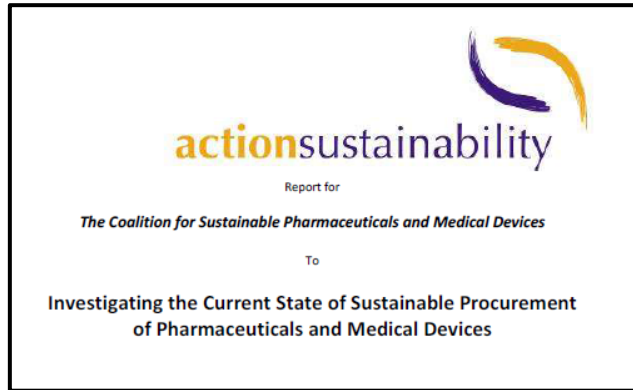 actionsustainability
Report for
The Coalition for Sustainable Pharmaceuticals and Medical Devices
To
Investigating the Current State of Sustainable Procurement
of Pharmaceuticals and Medical Devices